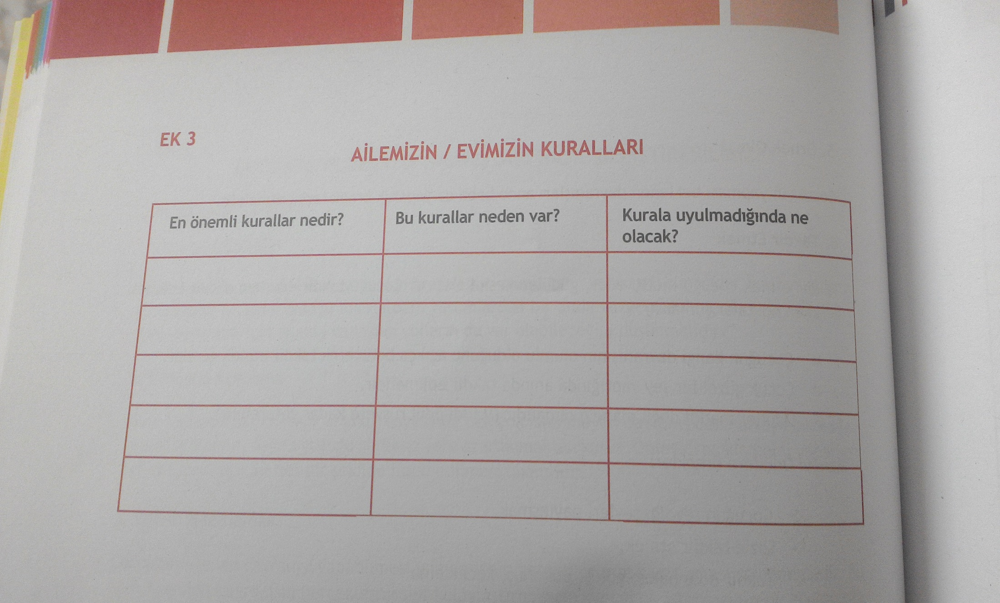 EK 3
AİLEMİZİN / EVİMİZİN KURALLARI
En önemli kurallar nedir?
Bu kurallar neden var?
Kurala uyulmadığında ne
olacak?